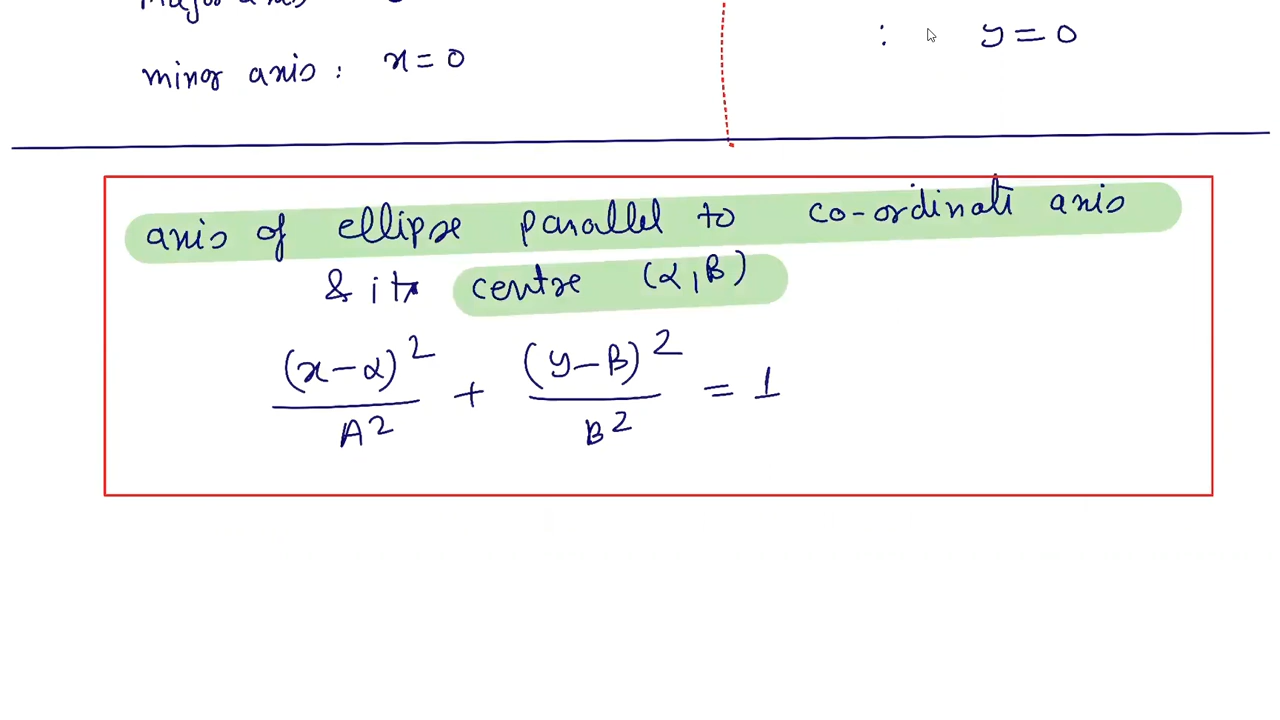 minor axis : x = 0
: y = 0
axis of ellipse parallel to co-ordinate axis
& its centre (α, β)
(x-α)²/A² + (y-β)²/B² = 1